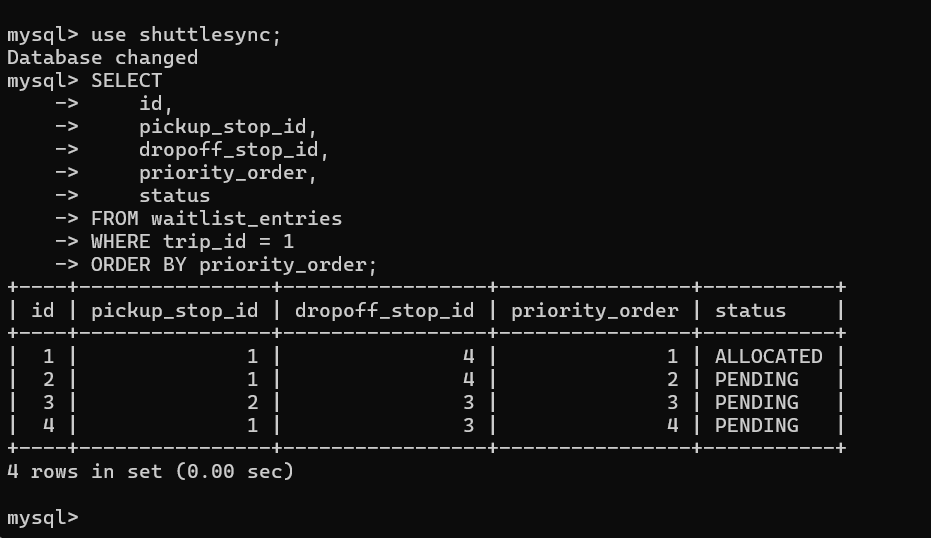 mysql> use shuttlesync;
Database changed
mysql> SELECT
    ->     id,
    ->     pickup_stop_id,
    ->     dropoff_stop_id,
    ->     priority_order,
    ->     status
    -> FROM waitlist_entries
    -> WHERE trip_id = 1
    -> ORDER BY priority_order;
+----+----------------+-----------------+----------------+-----------+
| id | pickup_stop_id | dropoff_stop_id | priority_order | status    |
+----+----------------+-----------------+----------------+-----------+
|  1 |              1 |               4 |              1 | ALLOCATED |
|  2 |              1 |               4 |              2 | PENDING   |
|  3 |              2 |               3 |              3 | PENDING   |
|  4 |              1 |               3 |              4 | PENDING   |
+----+----------------+-----------------+----------------+-----------+
4 rows in set (0.00 sec)

mysql>